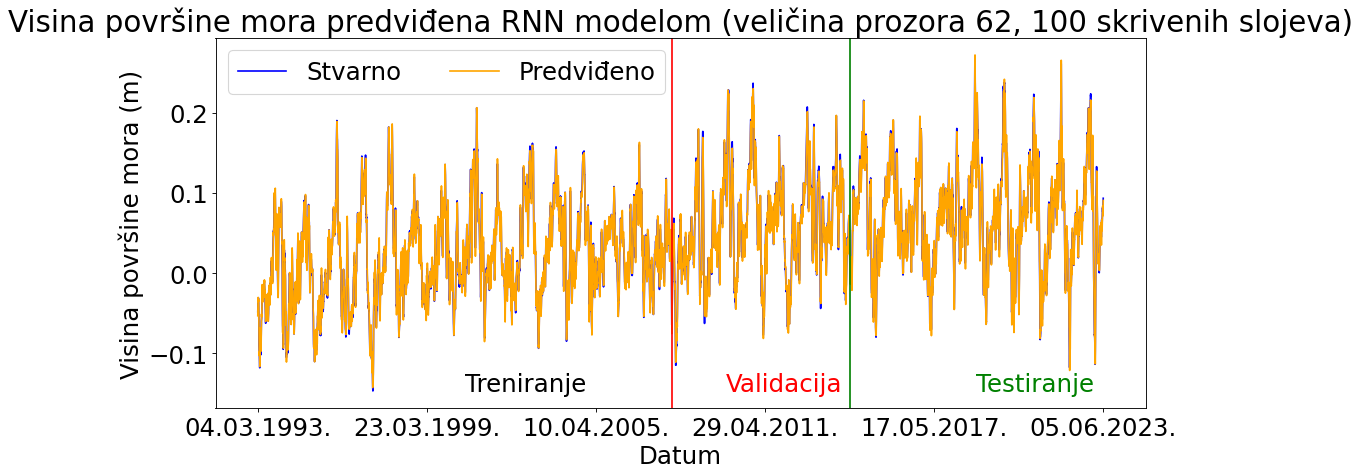 Visina površine mora predviđena RNN modelom (veličina prozora 62, 100 skrivenih slojeva)
Stvarno Predviđeno
Visina površine mora (m)
0.2
0.1
0.0
−0.1
Treniranje Validacija Testiranje
04.03.1993. 23.03.1999. 10.04.2005. 29.04.2011. 17.05.2017. 05.06.2023.
Datum